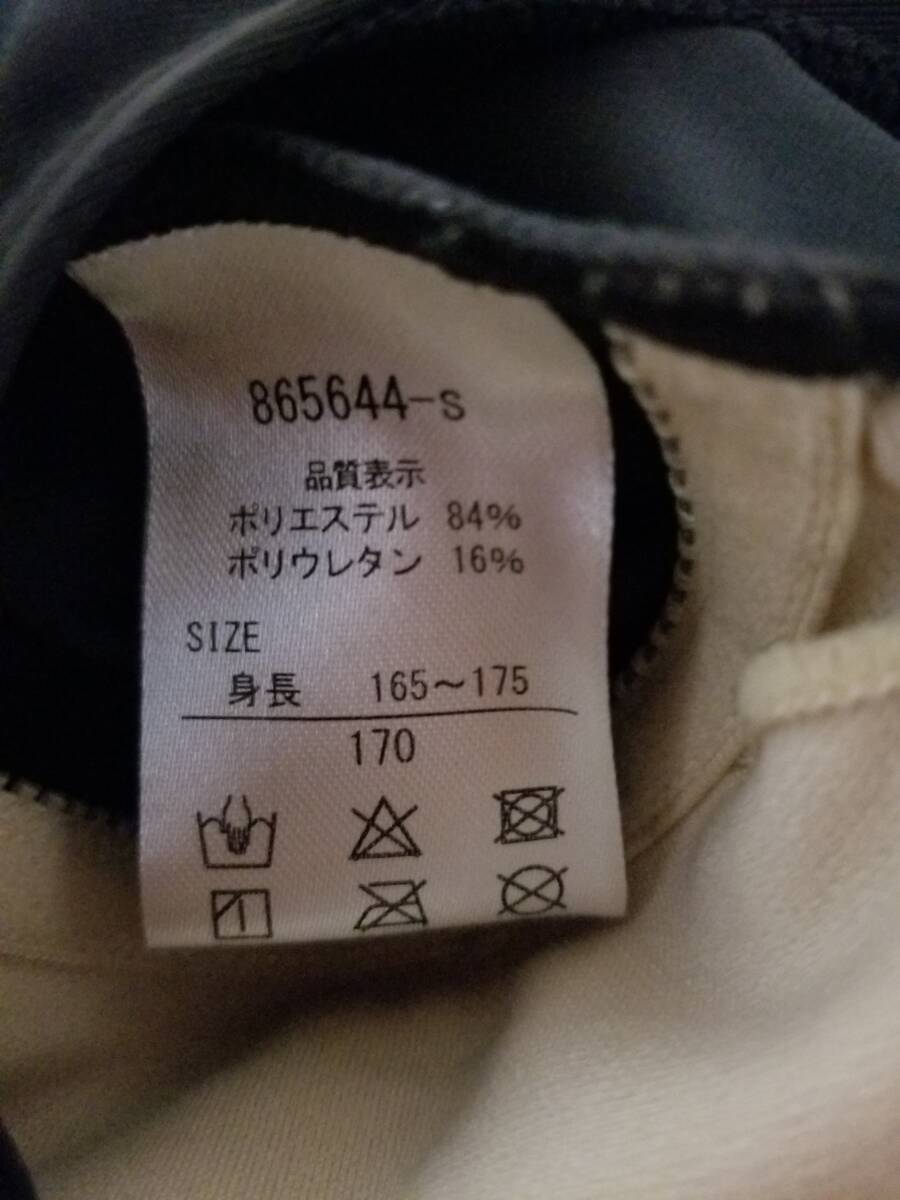 865644-s
品質表示
ポリエステル 84%
ポリウレタン 16%
SIZE
身長 165~175
170